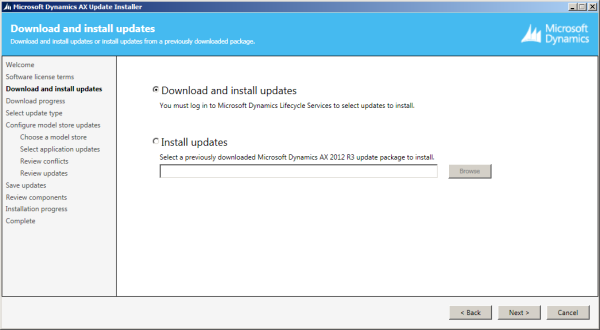 Microsoft Dynamics AX Update Installer
Download and install updates
Download and install updates or install updates from a previously downloaded package.
Microsoft
Dynamics
Welcome
Software license terms
Download and install updates
Download progress
Select update type
Configure model store updates
Choose a model store
Select application updates
Review conflicts
Review updates
Save updates
Review components
Installation progress
Complete
Download and install updates
You must log in to Microsoft Dynamics Lifecycle Services to select updates to install.
Install updates
Select a previously downloaded Microsoft Dynamics AX 2012 R3 update package to install.
Browse
< Back
Next >
Cancel